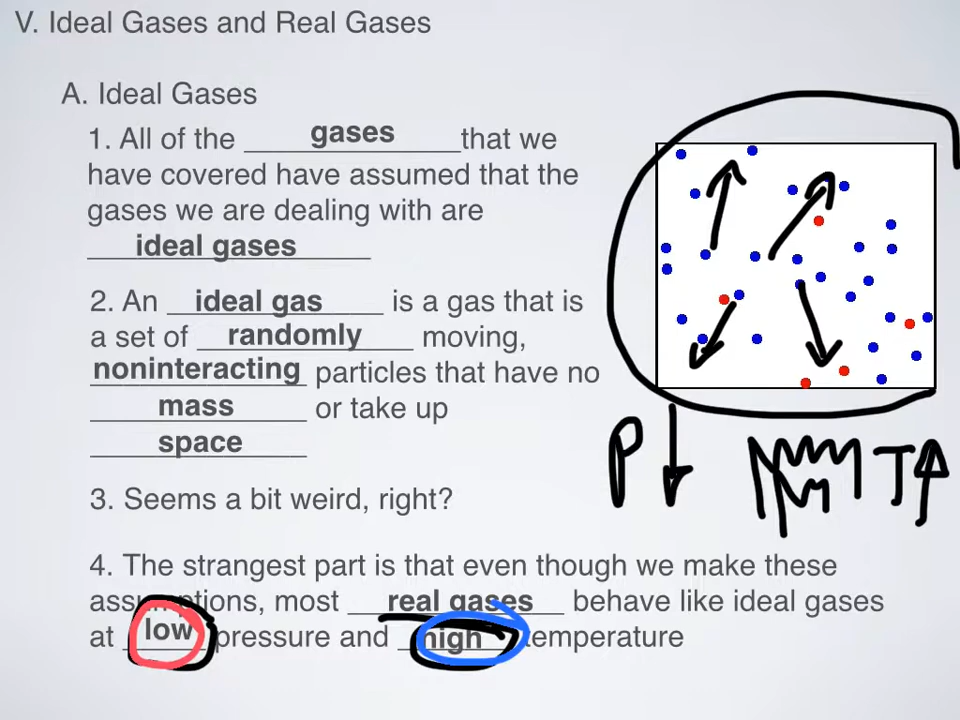 V. Ideal Gases and Real Gases
A. Ideal Gases
1. All of the gases that we
have covered have assumed that the
gases we are dealing with are
ideal gases
2. An ideal gas is a gas that is
a set of randomly moving,
noninteracting particles that have no
mass or take up
space
3. Seems a bit weird, right?
4. The strangest part is that even though we make these
assumptions, most real gases behave like ideal gases
at low pressure and high temperature
P ↓
T ↑